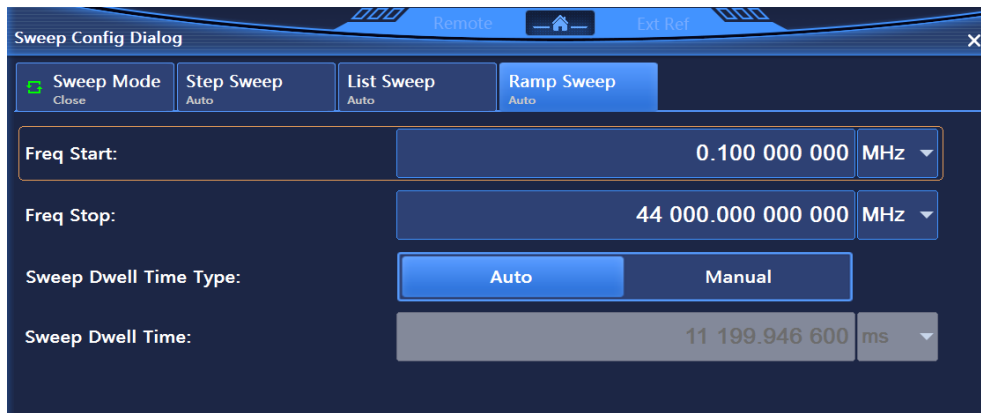 Remote Ext Ref
Sweep Config Dialog
Sweep Mode Step Sweep List Sweep Ramp Sweep
Close Auto Auto Auto
Freq Start: 0.100 000 000 MHz
Freq Stop: 44 000.000 000 000 MHz
Sweep Dwell Time Type: Auto Manual
Sweep Dwell Time: 11 199.946 600 ms